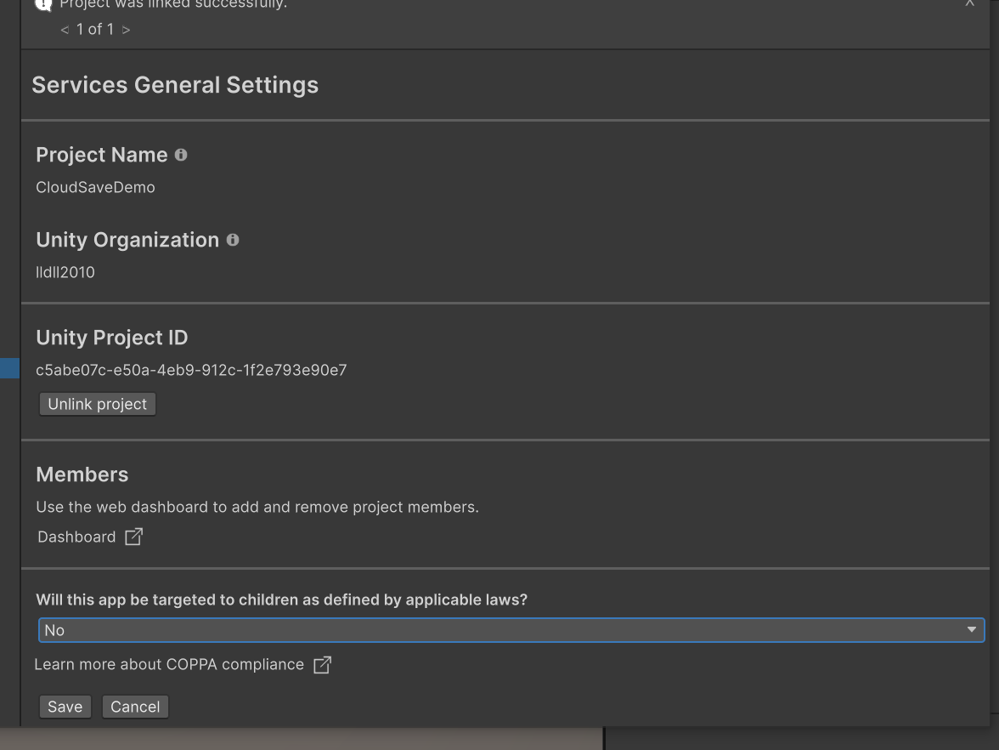 Project was linked successfully.
< 1 of 1 >
Services General Settings
Project Name
CloudSaveDemo
Unity Organization
lldll2010
Unity Project ID
c5abe07c-e50a-4eb9-912c-1f2e793e90e7
Unlink project
Members
Use the web dashboard to add and remove project members.
Dashboard
Will this app be targeted to children as defined by applicable laws?
No
Learn more about COPPA compliance
Save Cancel